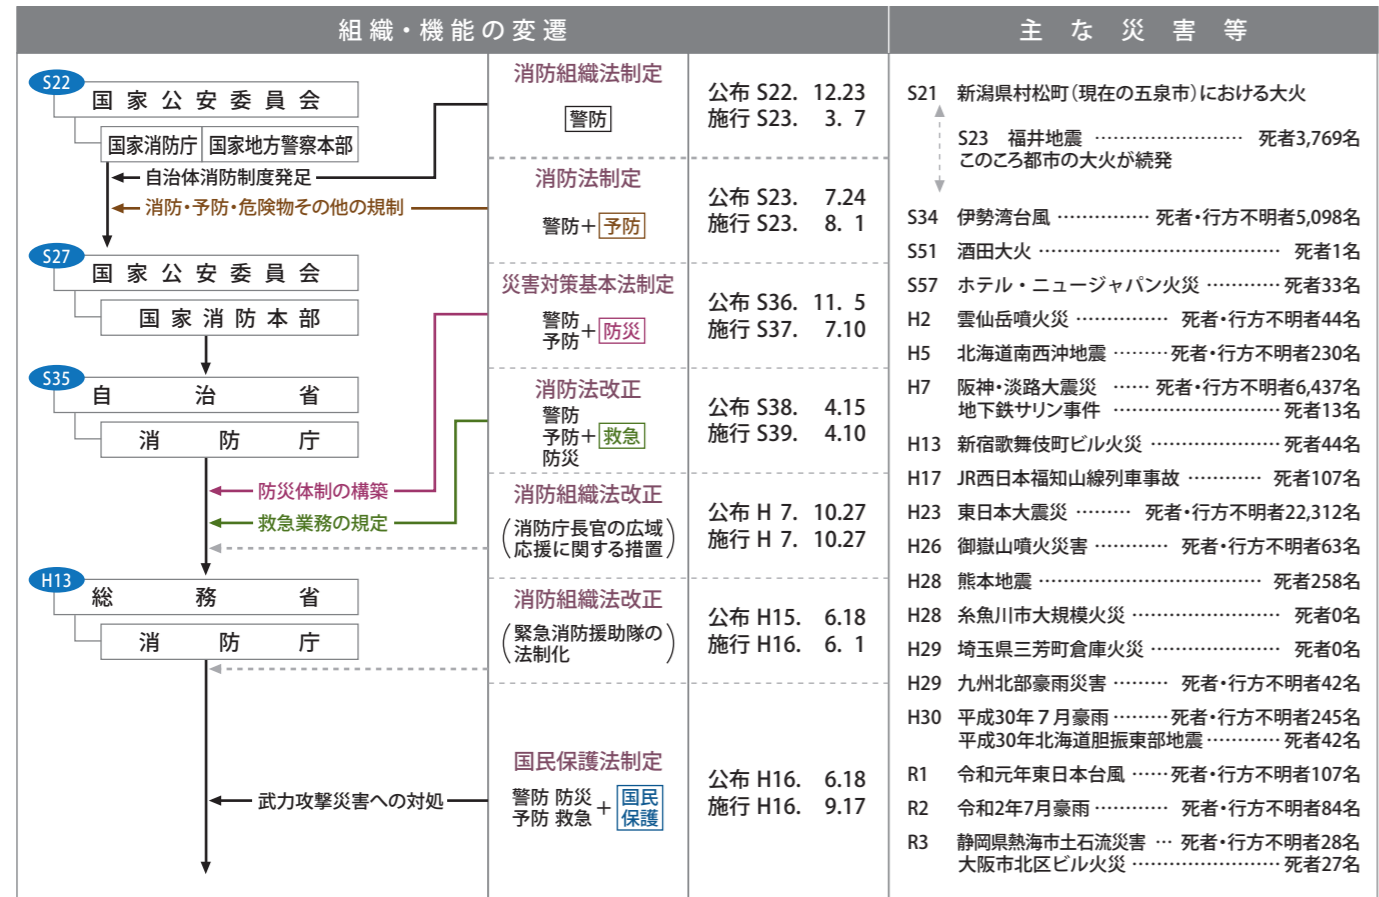 組織・機能の変遷
主な災害等
S22
国家公安委員会
国家消防庁
国家地方警察本部
自治体消防制度発足
消防・予防・危険物その他の規制
S27
国家公安委員会
国家消防本部
S35
自治省
消防庁
防災体制の構築
救急業務の規定
H13
総務省
消防庁
武力攻撃災害への対処
消防組織法制定
警防
公布 S22. 12.23
施行 S23. 3. 7
消防法制定
警防+予防
公布 S23. 7.24
施行 S23. 8. 1
災害対策基本法制定
警防
予防+防災
公布 S36. 11. 5
施行 S37. 7.10
消防法改正
警防
予防+救急
防災
公布 S38. 4.15
施行 S39. 4.10
消防組織法改正
(消防庁長官の広域
応援に関する措置)
公布 H 7. 10.27
施行 H 7. 10.27
消防組織法改正
(緊急消防援助隊の
法制化)
公布 H15. 6.18
施行 H16. 6. 1
国民保護法制定
警防 防災+国民
予防 救急 保護
公布 H16. 6.18
施行 H16. 9.17
S21 新潟県村松町(現在の五泉市)における大火
S23 福井地震 …………………… 死者3,769名
このころ都市の大火が続発
S34 伊勢湾台風 …………… 死者・行方不明者5,098名
S51 酒田大火 ………………………………… 死者1名
S57 ホテル・ニュージャパン火災 …………死者33名
H2 雲仙岳噴火災 …………… 死者・行方不明者44名
H5 北海道南西沖地震 ………死者・行方不明者230名
H7 阪神・淡路大震災 …… 死者・行方不明者6,437名
地下鉄サリン事件 ………………………死者13名
H13 新宿歌舞伎町ビル火災 …………………死者44名
H17 JR西日本福知山線列車事故 ………… 死者107名
H23 東日本大震災 ……… 死者・行方不明者22,312名
H26 御嶽山噴火災害 ………… 死者・行方不明者63名
H28 熊本地震 ……………………………… 死者258名
H28 糸魚川市大規模火災 …………………… 死者0名
H29 埼玉県三芳町倉庫火災 ………………… 死者0名
H29 九州北部豪雨災害 ……… 死者・行方不明者42名
H30 平成30年7月豪雨………死者・行方不明者245名
平成30年北海道胆振東部地震…………死者42名
R1 令和元年東日本台風 ……死者・行方不明者107名
R2 令和2年7月豪雨………… 死者・行方不明者84名
R3 静岡県熱海市土石流災害 … 死者・行方不明者28名
大阪市北区ビル火災 ……………………死者27名